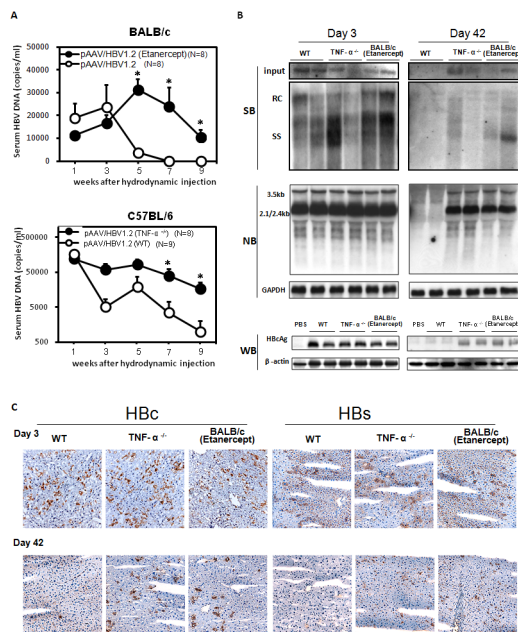 A
BALB/c
pAAV/HBV1.2 (Etanercept) (N=8)
pAAV/HBV1.2 (N=8)
Serum HBV DNA (copies/ml)
50000
40000
30000
20000
10000
0
* * *
1 3 5 7 9
weeks after hydrodynamic injection
C57BL/6
pAAV/HBV1.2 (TNF-α -/-) (N=8)
pAAV/HBV1.2 (WT) (N=9)
Serum HBV DNA (copies/ml)
500000
50000
5000
500
* *
1 3 5 7 9
weeks after hydrodynamic injection
B
Day 3 Day 42
WT TNF-α -/- BALB/c (Etanercept) WT TNF-α -/- BALB/c (Etanercept)
input
SB
RC RC
SS SS
NB
3.5kb
2.1/2.4kb
GAPDH
PBS WT TNF-α -/- BALB/c (Etanercept) PBS WT TNF-α -/- BALB/c (Etanercept)
WB
HBcAg
β-actin
C
HBc HBs
Day 3
WT TNF-α -/- BALB/c (Etanercept) WT TNF-α -/- BALB/c (Etanercept)
Day 42